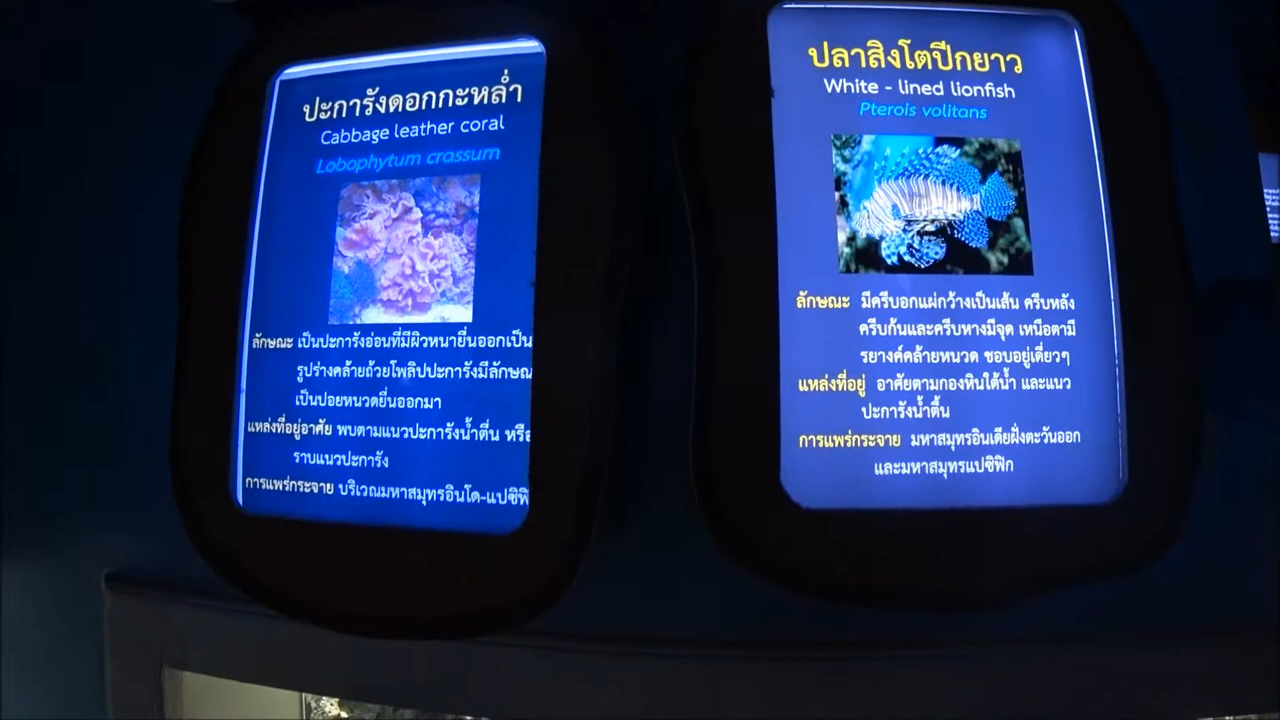 ปะการังดอกกะหล่ำ
Cabbage leather coral
Lobophytum crassum
ลักษณะ เป็นปะการังอ่อนที่มีผิวหนายื่นออกเป็น
รูปร่างคล้ายถ้วยโพลิปปะการังมีลักษณ
เป็นปอยหนวดยื่นออกมา
แหล่งที่อยู่อาศัย พบตามแนวปะการังน้ำตื่น หรือ
ราบแนวปะการัง
การแพร่กระจาย บริเวณมหาสมุทรอินโด-แปซิฟิ
ปลาสิงโตปีกยาว
White - lined lionfish
Pterois volitans
ลักษณะ มีครีบอกแผ่กว้างเป็นเส้น ครีบหลัง
ครีบก้นและครีบหางมีจุด เหนือตามี
รยางค์คล้ายหนวด ชอบอยู่เดี่ยวๆ
แหล่งที่อยู่ อาศัยตามกองหินใต้น้ำ และแนว
ปะการังน้ำตื้น
การแพร่กระจาย มหาสมุทรอินเดียฝั่งตะวันออก
และมหาสมุทรแปซิฟิก